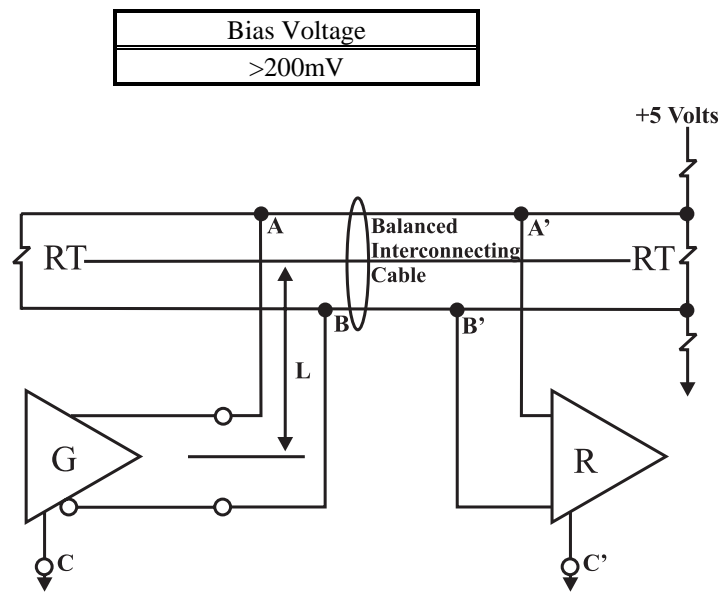 Bias Voltage
>200mV
+5 Volts
A
Balanced
Interconnecting
Cable
A’
RT
RT
B
B’
L
G
R
C
C’